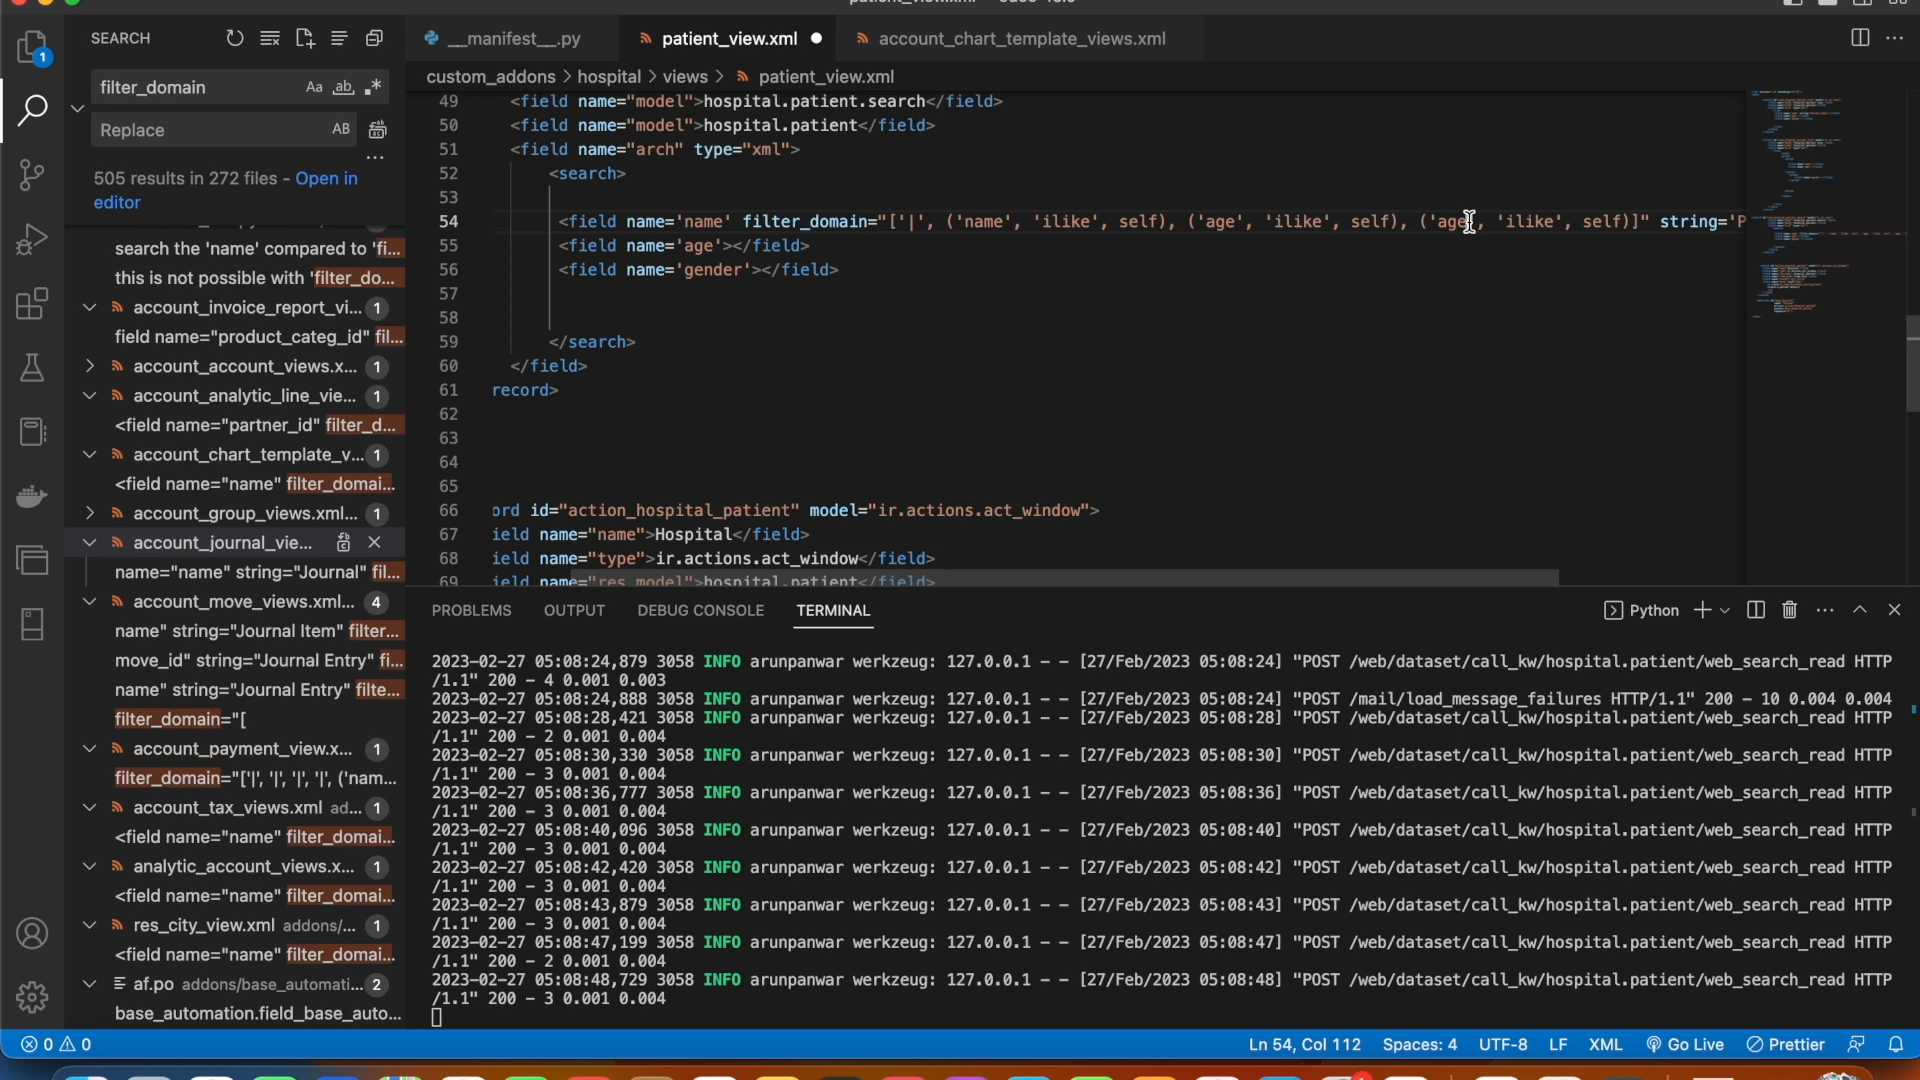 SEARCH
filter_domain
Aa ab
Replace
AB
505 results in 272 files - Open in
editor
search the 'name' compared to 'fi...
this is not possible with 'filter_do...
account_invoice_report_vi... 1
field name="product_categ_id" fil...
account_account_views.x... 1
account_analytic_line_vie... 1
<field name="partner_id" filter_d...
account_chart_template_v... 1
<field name="name" filter_domai...
account_group_views.xml... 1
account_journal_vie...
name="name" string="Journal" fil...
account_move_views.xml... 4
name" string="Journal Item" filter...
move_id" string="Journal Entry" fi...
name" string="Journal Entry" filte...
filter_domain="[
account_payment_view.x... 1
filter_domain="['|', '|', '|', '|', ('nam...
account_tax_views.xml ad... 1
<field name="name" filter_domai...
analytic_account_views.x... 1
<field name="name" filter_domai...
res_city_view.xml addons/... 1
<field name="name" filter_domai...
af.po addons/base_automati... 2
base_automation.field_base_auto...
1
__manifest__.py
patient_view.xml
account_chart_template_views.xml
custom_addons > hospital > views > patient_view.xml
49 <field name="model">hospital.patient.search</field>
50 <field name="model">hospital.patient</field>
51 <field name="arch" type="xml">
52 <search>
53
54 <field name='name' filter_domain="['|', ('name', 'ilike', self), ('age', 'ilike', self), ('age', 'ilike', self)]" string='P
55 <field name='age'></field>
56 <field name='gender'></field>
57
58
59 </search>
60 </field>
61 record>
62
63
64
65
66 ord id="action_hospital_patient" model="ir.actions.act_window">
67 ield name="name">Hospital</field>
68 ield name="type">ir.actions.act_window</field>
69 ield name="res_model">hospital.patient</field>
PROBLEMS OUTPUT DEBUG CONSOLE TERMINAL
Python
2023-02-27 05:08:24,879 3058 INFO arunpanwar werkzeug: 127.0.0.1 - - [27/Feb/2023 05:08:24] "POST /web/dataset/call_kw/hospital.patient/web_search_read HTTP
/1.1" 200 - 4 0.001 0.003
2023-02-27 05:08:24,888 3058 INFO arunpanwar werkzeug: 127.0.0.1 - - [27/Feb/2023 05:08:24] "POST /mail/load_message_failures HTTP/1.1" 200 - 10 0.004 0.004
2023-02-27 05:08:28,421 3058 INFO arunpanwar werkzeug: 127.0.0.1 - - [27/Feb/2023 05:08:28] "POST /web/dataset/call_kw/hospital.patient/web_search_read HTTP
/1.1" 200 - 2 0.001 0.004
2023-02-27 05:08:30,330 3058 INFO arunpanwar werkzeug: 127.0.0.1 - - [27/Feb/2023 05:08:30] "POST /web/dataset/call_kw/hospital.patient/web_search_read HTTP
/1.1" 200 - 3 0.001 0.004
2023-02-27 05:08:36,777 3058 INFO arunpanwar werkzeug: 127.0.0.1 - - [27/Feb/2023 05:08:36] "POST /web/dataset/call_kw/hospital.patient/web_search_read HTTP
/1.1" 200 - 3 0.001 0.004
2023-02-27 05:08:40,096 3058 INFO arunpanwar werkzeug: 127.0.0.1 - - [27/Feb/2023 05:08:40] "POST /web/dataset/call_kw/hospital.patient/web_search_read HTTP
/1.1" 200 - 3 0.001 0.004
2023-02-27 05:08:42,420 3058 INFO arunpanwar werkzeug: 127.0.0.1 - - [27/Feb/2023 05:08:42] "POST /web/dataset/call_kw/hospital.patient/web_search_read HTTP
/1.1" 200 - 3 0.001 0.004
2023-02-27 05:08:43,879 3058 INFO arunpanwar werkzeug: 127.0.0.1 - - [27/Feb/2023 05:08:43] "POST /web/dataset/call_kw/hospital.patient/web_search_read HTTP
/1.1" 200 - 3 0.001 0.004
2023-02-27 05:08:47,199 3058 INFO arunpanwar werkzeug: 127.0.0.1 - - [27/Feb/2023 05:08:47] "POST /web/dataset/call_kw/hospital.patient/web_search_read HTTP
/1.1" 200 - 2 0.001 0.004
2023-02-27 05:08:48,729 3058 INFO arunpanwar werkzeug: 127.0.0.1 - - [27/Feb/2023 05:08:48] "POST /web/dataset/call_kw/hospital.patient/web_search_read HTTP
/1.1" 200 - 3 0.001 0.004
0 0 Ln 54, Col 112 Spaces: 4 UTF-8 LF XML Go Live Prettier